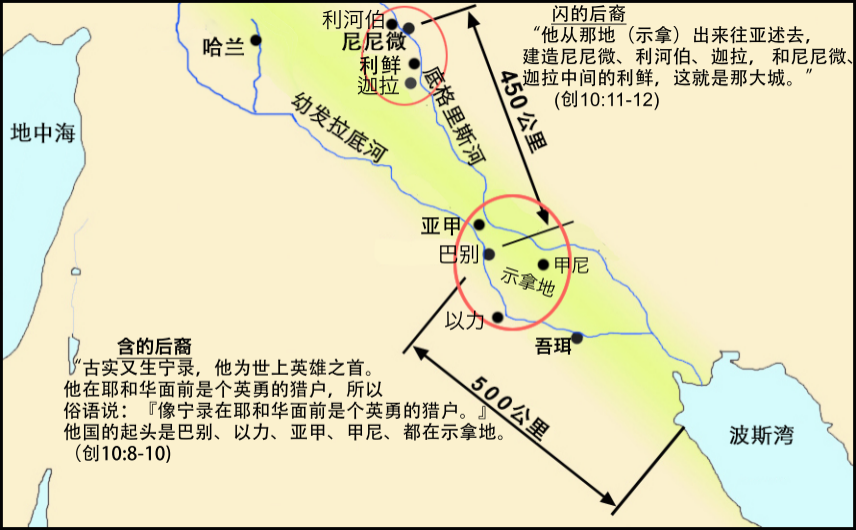 利河伯
尼尼微
利鲜
迦拉
哈兰
地中海
幼发拉底河
底格里斯河
450公里
闪的后裔
“他从那地（示拿）出来往亚述去，
建造尼尼微、利河伯、迦拉， 和尼尼微、
迦拉中间的利鲜，这就是那大城。”
(创10:11-12)
亚甲
巴别
甲尼
示拿地
以力
吾珥
500公里
波斯湾
含的后裔
“古实又生宁录，他为世上英雄之首。
他在耶和华面前是个英勇的猎户，所以
俗语说：『像宁录在耶和华面前是个英勇的猎户。』
他国的起头是巴别、以力、亚甲、甲尼、都在示拿地。
（创10:8-10)